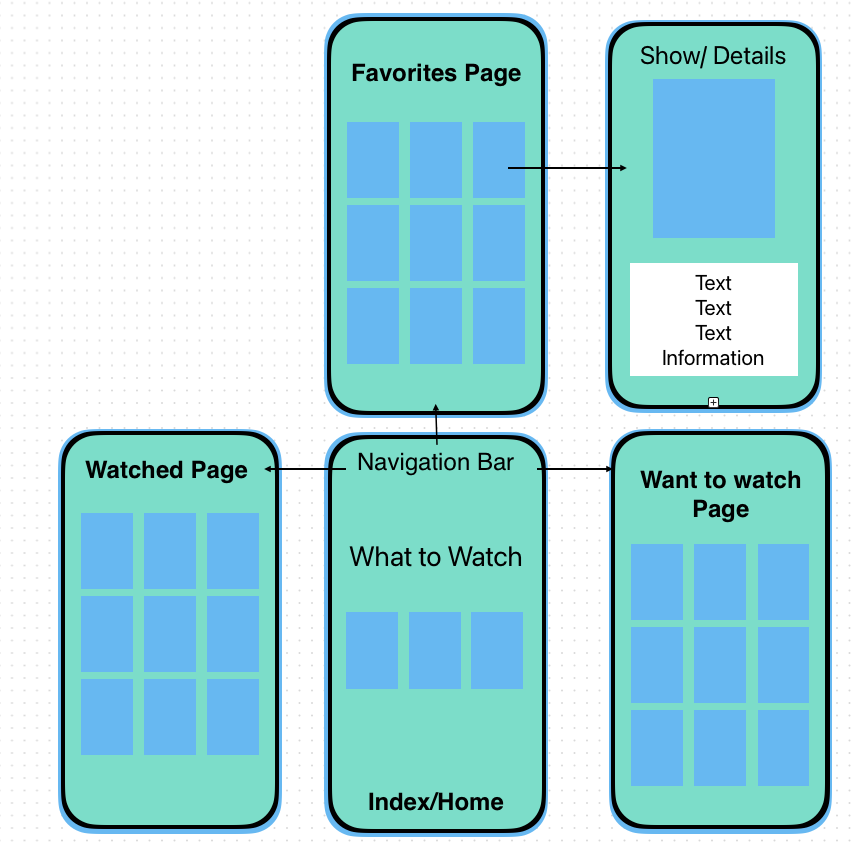 Favorites Page
Show/ Details
Text
Text
Text
Information
Watched Page
Navigation Bar
What to Watch
Index/Home
Want to watch
Page